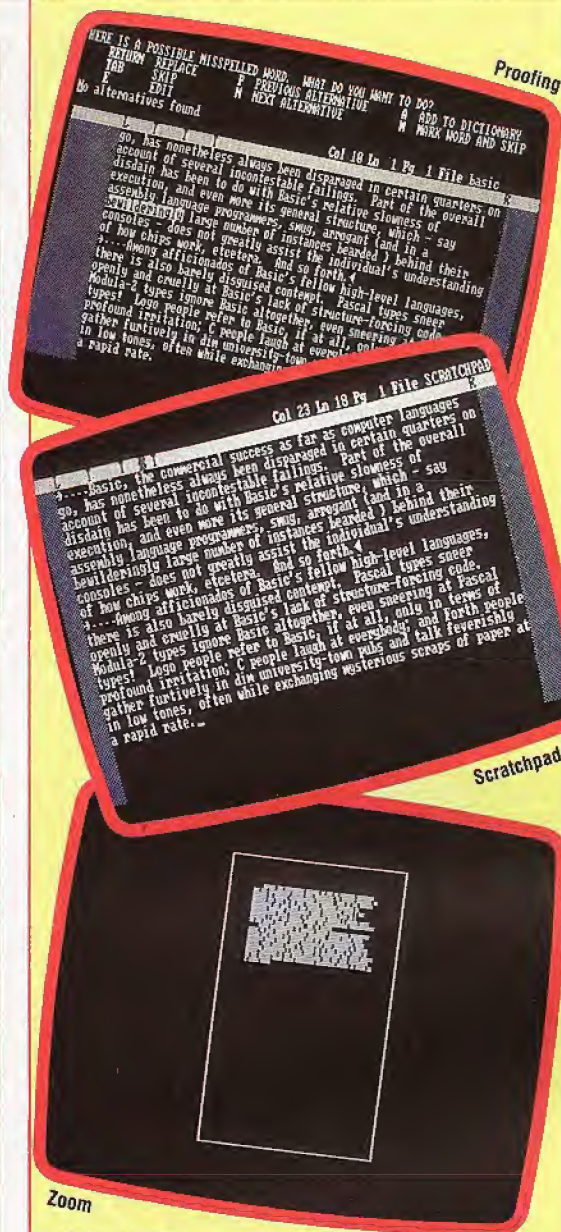 Proofing
HERE IS A POSSIBLE MISSPELLED WORD. WHAT DO YOU WANT TO DO?
RETURN REPLACE P PREVIOUS ALTERNATIVE A ADD TO DICTIONARY
TAB SKIP N NEXT ALTERNATIVE M MARK WORD AND SKIP
E EDIT
No alternatives found
Col 10 Ln 1 Pg 1 File basic
go, has nonetheless always been disparaged in certain quarters on
account of several incontestable failings. Part of the overall
disdain has been to do with Basic's relative slowness of
execution, and even more its general structure, which - say
assembly language programmers, smug, arrogant (and in a
bewilderingly large number of instances bearded ) behind their
consoles - does not greatly assist the individual's understanding
of how chips work, etcetera. And so forth.
....Among afficionados of Basic's fellow high-level languages,
there is also barely disguised contempt. Pascal types sneer
openly and cruelly at Basic's lack of structure-forcing code.
Modula-2 types ignore Basic altogether, even sneering at
types! Logo people refer to Basic, if at all, only
profound irritation; C people laugh at
gather furtively in dim university-town
in low tones, often while exchanging
a rapid rate.
Col 23 Ln 18 Pg 1 File SCRATCHPAD
....Basic, the commercial success as far as computer languages
go, has nonetheless always been disparaged in certain quarters on
account of several incontestable failings. Part of the overall
disdain has been to do with Basic's relative slowness of
execution, and even more its general structure, which - say
assembly language programmers, smug, arrogant (and in a
bewilderingly large number of instances bearded ) behind their
consoles - does not greatly assist the individual's understanding
of how chips work, etcetera. And so forth.
....Among afficionados of Basic's fellow high-level languages,
there is also barely disguised contempt. Pascal types sneer
openly and cruelly at Basic's lack of structure-forcing code.
Modula-2 types ignore Basic altogether, even sneering at Pascal
types! Logo people refer to Basic, if at all, only in terms of
profound irritation; C people laugh at everybody; and Forth people
gather furtively in dim university-town pubs and talk feverishly
in low tones, often while exchanging mysterious scraps of paper at
a rapid rate._
Scratchpad
Zoom